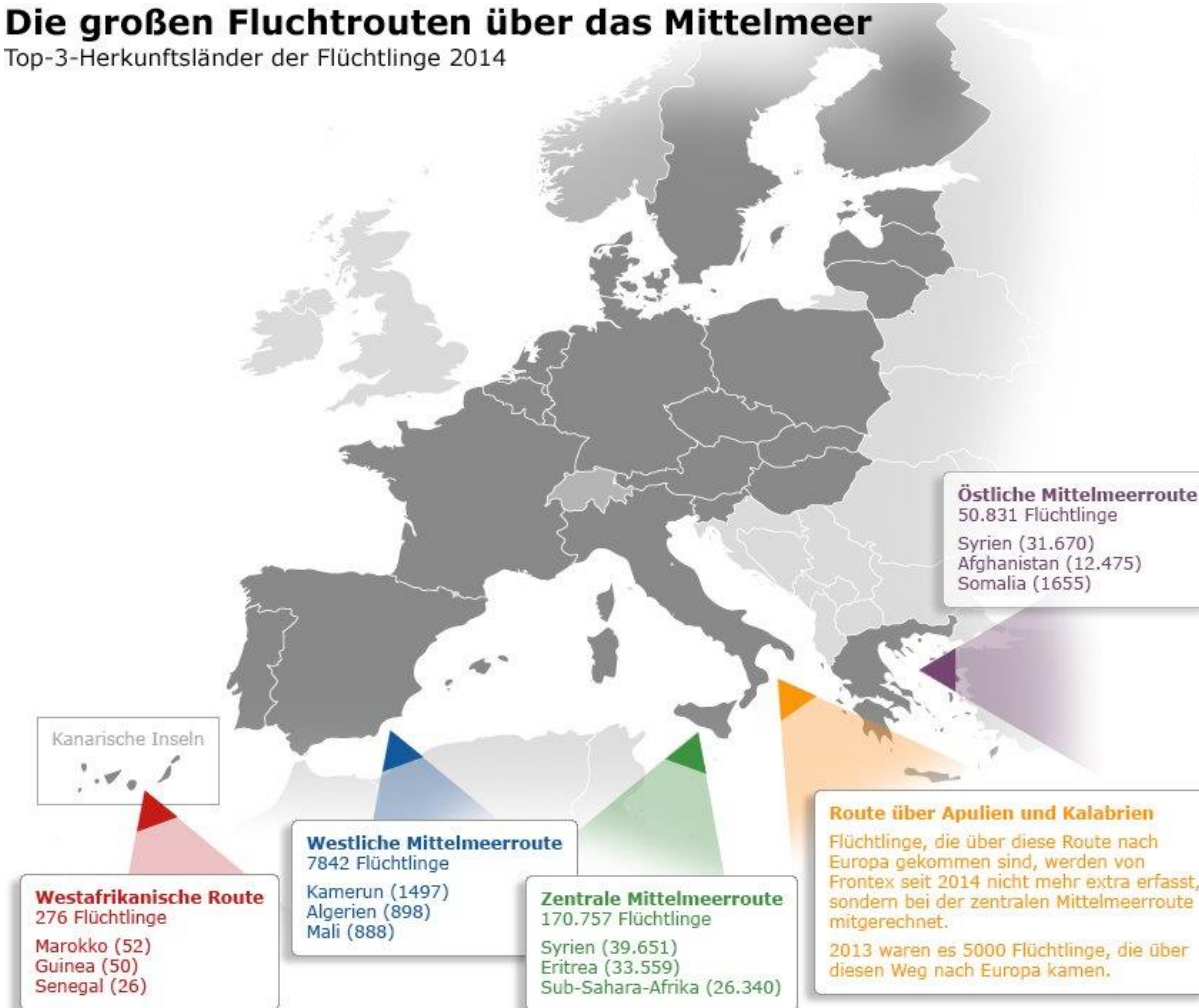 Die großen Fluchtrouten über das Mittelmeer
Top-3-Herkunftsländer der Flüchtlinge 2014
Östliche Mittelmeerroute
50.831 Flüchtlinge
Syrien (31.670)
Afghanistan (12.475)
Somalia (1655)
Kanarische Inseln
Westafrikanische Route
276 Flüchtlinge
Marokko (52)
Guinea (50)
Senegal (26)
Westliche Mittelmeerroute
7842 Flüchtlinge
Kamerun (1497)
Algerien (898)
Mali (888)
Zentrale Mittelmeerroute
170.757 Flüchtlinge
Syrien (39.651)
Eritrea (33.559)
Sub-Sahara-Afrika (26.340)
Route über Apulien und Kalabrien
Flüchtlinge, die über diese Route nach
Europa gekommen sind, werden von
Frontex seit 2014 nicht mehr extra erfasst,
sondern bei der zentralen Mittelmeerroute
mitgerechnet.
2013 waren es 5000 Flüchtlinge, die über
diesen Weg nach Europa kamen.